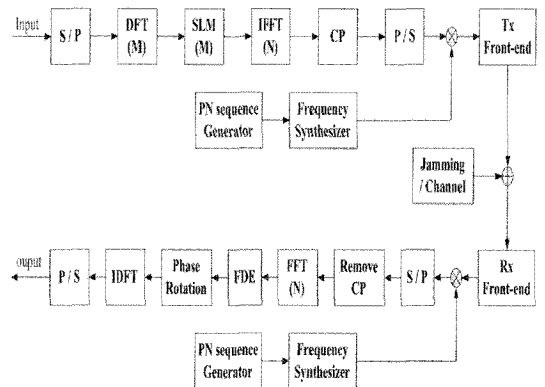 Input
S / P
DFT
(M)
SLM
(M)
IFFT
(N)
CP
P / S
Tx
Front-end
PN sequence
Generator
Frequency
Synthesizer
Jamming
/ Channel
ouput
P / S
IDFT
Phase
Rotation
FDE
FFT
(N)
Remove
CP
S / P
Rx
Front-end
PN sequence
Generator
Frequency
Synthesizer